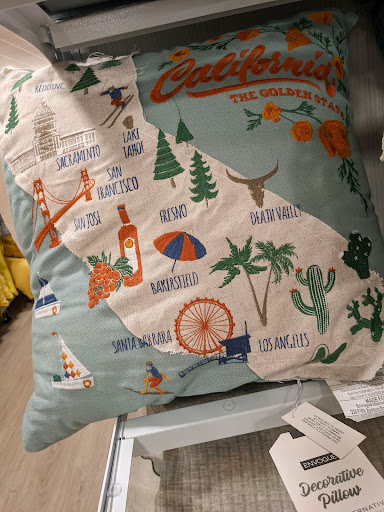 California
THE GOLDEN STATE
REDDING
LAKE
TAHOE
SACRAMENTO
SAN
FRANCISCO
SAN JOSE
FRESNO
DEATH VALLEY
BAKERSFIELD
SANTA BARBARA
LOS ANGELES
MADE
ENVOGUE
Decorative
Pillow